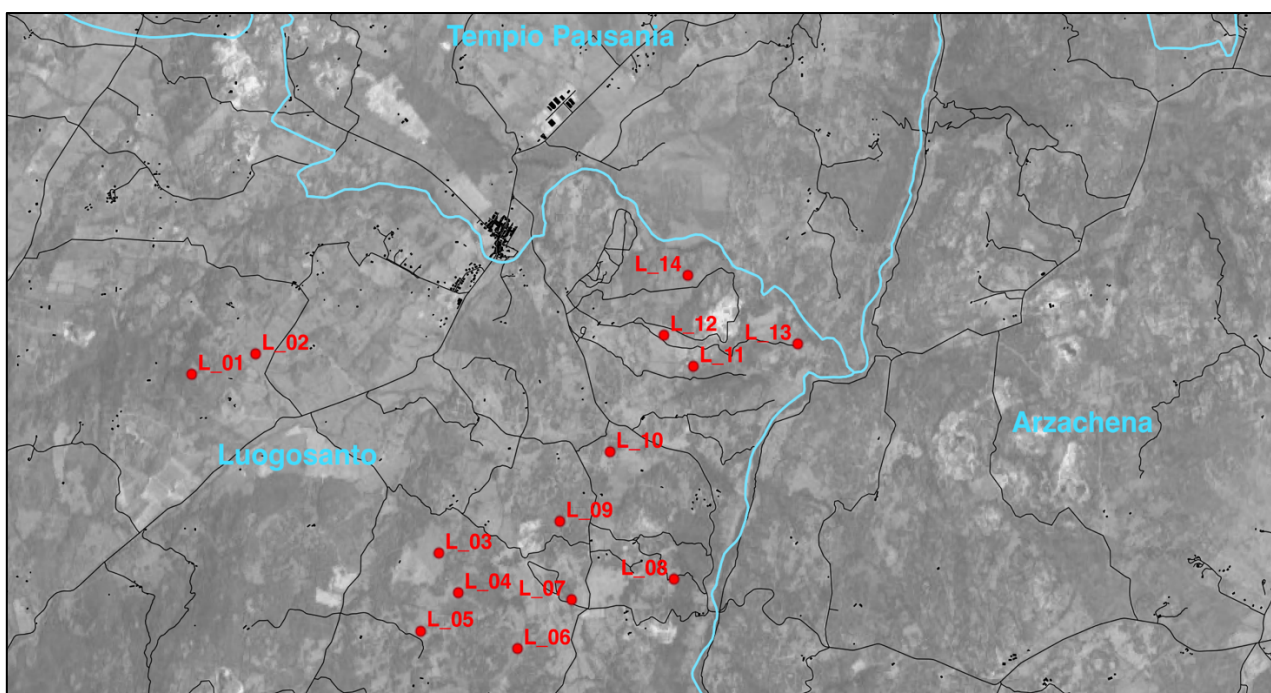 Tempio Pausania
L_14
L_12
L_13
L_02
L_11
L_01
Arzachena
L_10
Luogosanto
L_09
L_03
L_08
L_04
L_07
L_05
L_06